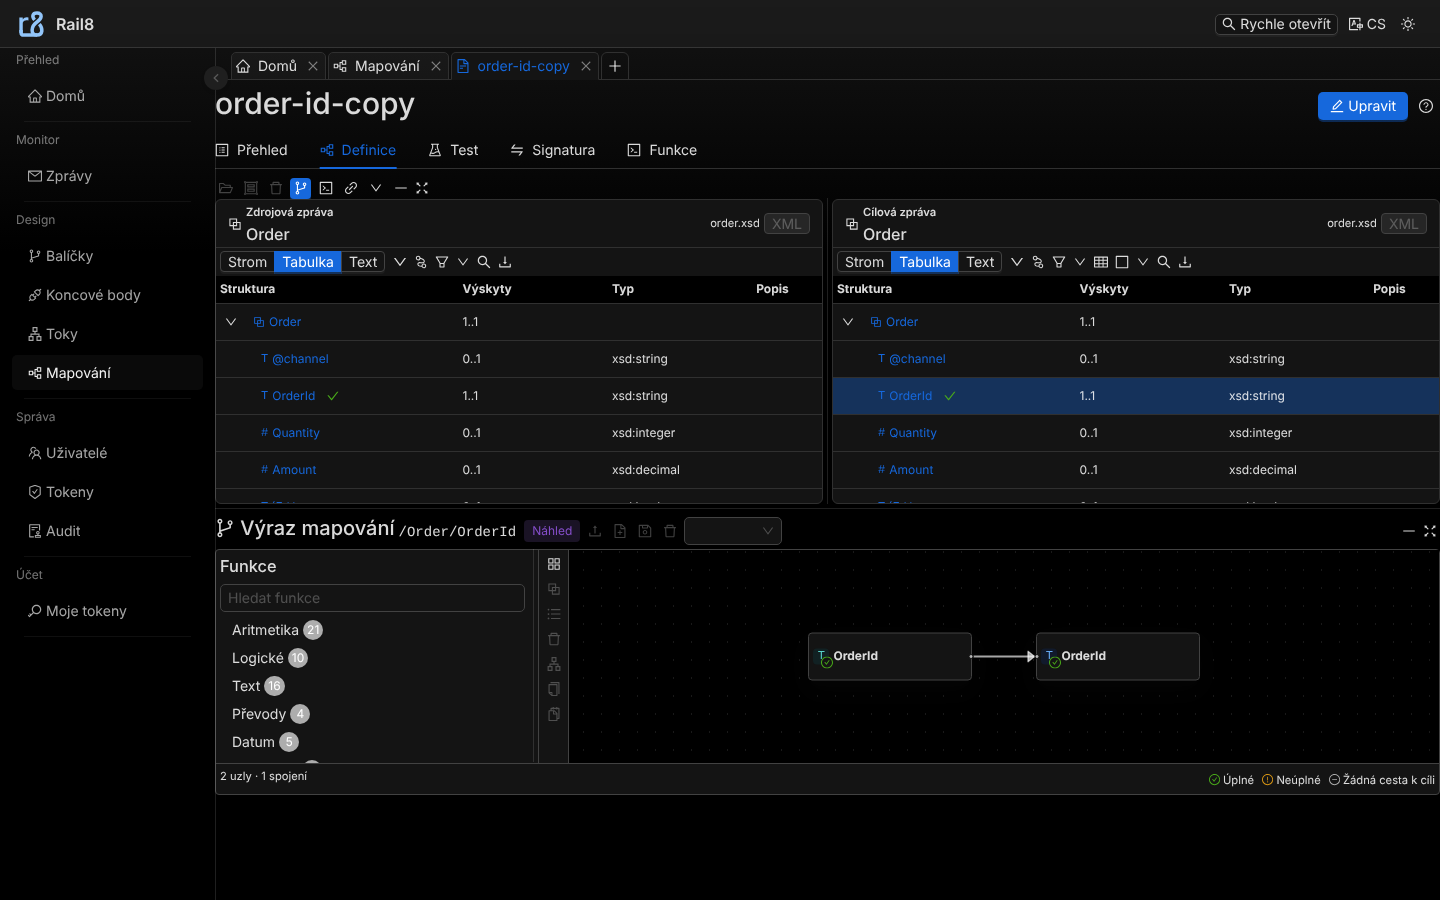 Rail8
Rychle otevřít
CS
Přehled
Domů
Monitor
Zprávy
Design
Balíčky
Koncové body
Toky
Mapování
Správa
Uživatelé
Tokeny
Audit
Účet
Moje tokeny
Domů
Mapování
order-id-copy
order-id-copy
Upravit
Přehled
Definice
Test
Signatura
Funkce
Zdrojová zpráva
Order
order.xsd XML
Strom Tabulka Text
Struktura Výskyty Typ Popis
Order 1..1
@channel 0..1 xsd:string
OrderId 1..1 xsd:string
Quantity 0..1 xsd:integer
Amount 0..1 xsd:decimal
Cílová zpráva
Order
order.xsd XML
Strom Tabulka Text
Struktura Výskyty Typ Popis
Order 1..1
@channel 0..1 xsd:string
OrderId 1..1 xsd:string
Quantity 0..1 xsd:integer
Amount 0..1 xsd:decimal
Výraz mapování /Order/OrderId Náhled
Funkce
Hledat funkce
Aritmetika 21
Logické 10
Text 16
Převody 4
Datum 5
T OrderId
T OrderId
2 uzly · 1 spojení
Úplné Neúplné Žádná cesta k cíli